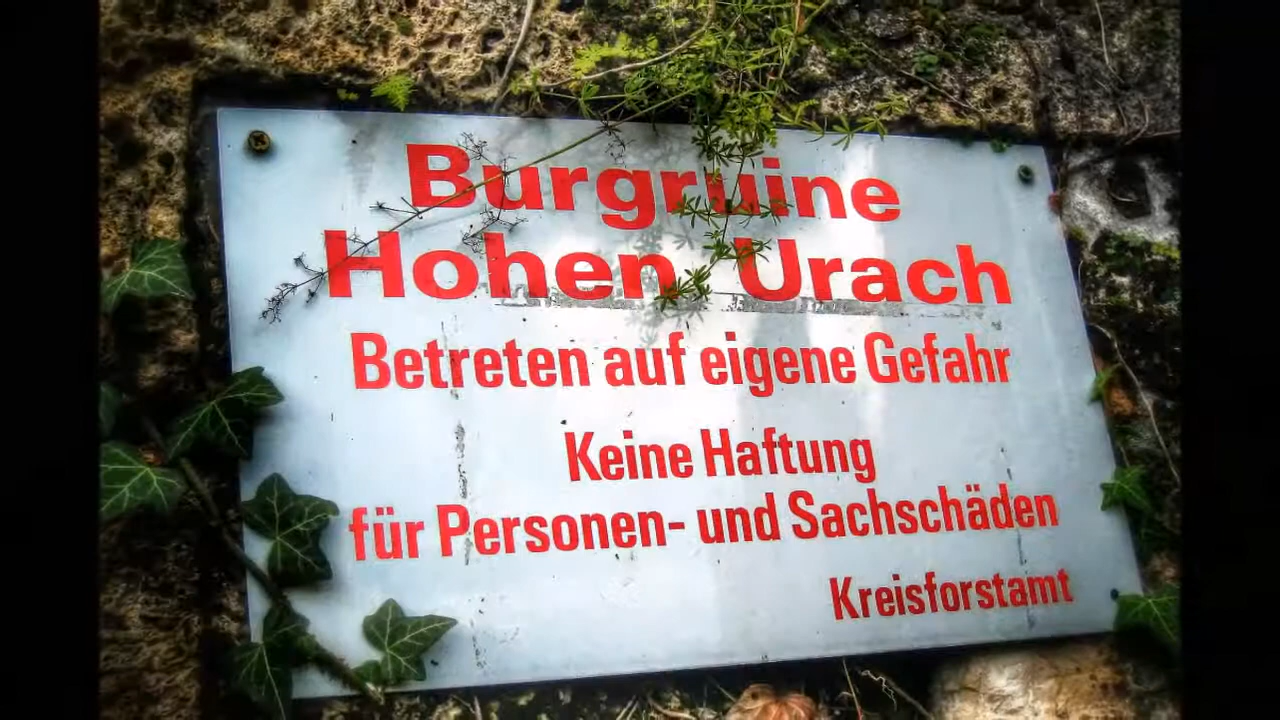 Burgruine
Hohen Urach
Betreten auf eigene Gefahr
Keine Haftung
für Personen- und Sachschäden
Kreisforstamt